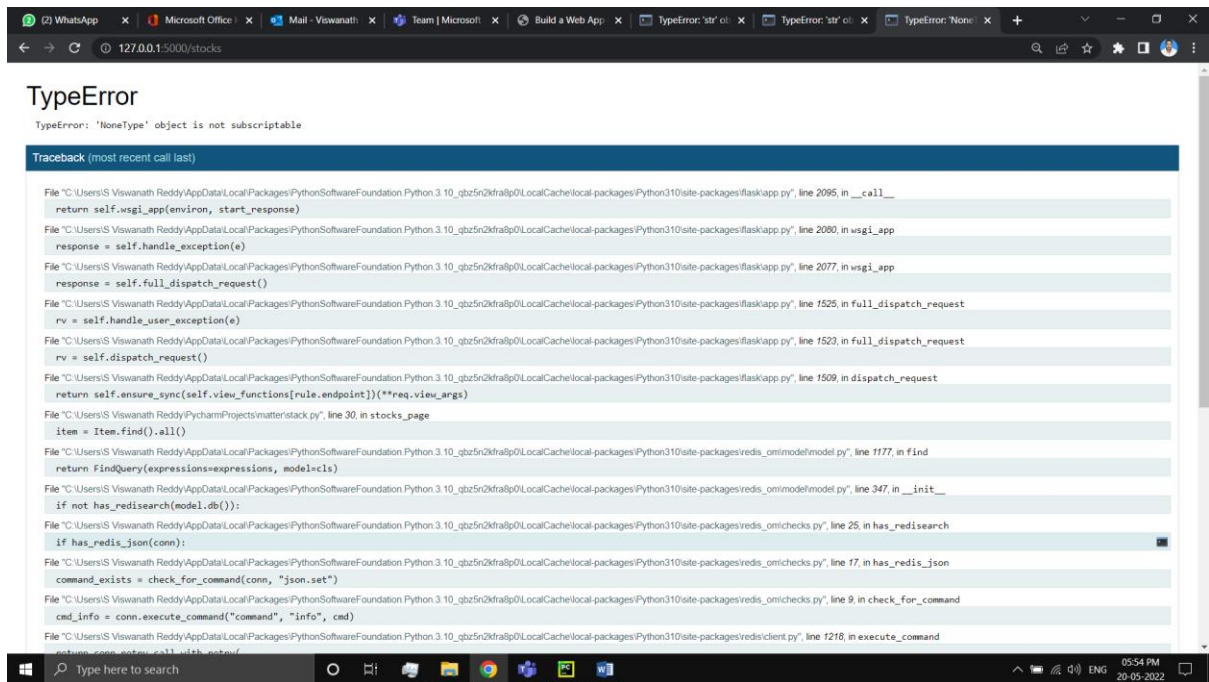 (2) WhatsApp
Microsoft Office
Mail - Viswanath
Team | Microsoft
Build a Web App
TypeError: 'str' ob
TypeError: 'str' ob
TypeError: 'None
127.0.0.1:5000/stocks
TypeError
TypeError: 'NoneType' object is not subscriptable
Traceback (most recent call last)
File "C:\Users\S Viswanath Reddy\AppData\Local\Packages\PythonSoftwareFoundation.Python.3.10_qbz5n2kfra8p0\LocalCache\local-packages\Python310\site-packages\flask\app.py", line 2095, in __call__
return self.wsgi_app(environ, start_response)
File "C:\Users\S Viswanath Reddy\AppData\Local\Packages\PythonSoftwareFoundation.Python.3.10_qbz5n2kfra8p0\LocalCache\local-packages\Python310\site-packages\flask\app.py", line 2080, in wsgi_app
response = self.handle_exception(e)
File "C:\Users\S Viswanath Reddy\AppData\Local\Packages\PythonSoftwareFoundation.Python.3.10_qbz5n2kfra8p0\LocalCache\local-packages\Python310\site-packages\flask\app.py", line 2077, in wsgi_app
response = self.full_dispatch_request()
File "C:\Users\S Viswanath Reddy\AppData\Local\Packages\PythonSoftwareFoundation.Python.3.10_qbz5n2kfra8p0\LocalCache\local-packages\Python310\site-packages\flask\app.py", line 1525, in full_dispatch_request
rv = self.handle_user_exception(e)
File "C:\Users\S Viswanath Reddy\AppData\Local\Packages\PythonSoftwareFoundation.Python.3.10_qbz5n2kfra8p0\LocalCache\local-packages\Python310\site-packages\flask\app.py", line 1523, in full_dispatch_request
rv = self.dispatch_request()
File "C:\Users\S Viswanath Reddy\AppData\Local\Packages\PythonSoftwareFoundation.Python.3.10_qbz5n2kfra8p0\LocalCache\local-packages\Python310\site-packages\flask\app.py", line 1509, in dispatch_request
return self.ensure_sync(self.view_functions[rule.endpoint])(**req.view_args)
File "C:\Users\S Viswanath Reddy\PycharmProjects\matter\stack.py", line 30, in stocks_page
item = Item.find().all()
File "C:\Users\S Viswanath Reddy\AppData\Local\Packages\PythonSoftwareFoundation.Python.3.10_qbz5n2kfra8p0\LocalCache\local-packages\Python310\site-packages\redis_om\model\model.py", line 1177, in find
return FindQuery(expressions=expressions, model=cls)
File "C:\Users\S Viswanath Reddy\AppData\Local\Packages\PythonSoftwareFoundation.Python.3.10_qbz5n2kfra8p0\LocalCache\local-packages\Python310\site-packages\redis_om\model\model.py", line 347, in __init__
if not has_redisearch(model.db()):
File "C:\Users\S Viswanath Reddy\AppData\Local\Packages\PythonSoftwareFoundation.Python.3.10_qbz5n2kfra8p0\LocalCache\local-packages\Python310\site-packages\redis_om\checks.py", line 25, in has_redisearch
if has_redis_json(conn):
File "C:\Users\S Viswanath Reddy\AppData\Local\Packages\PythonSoftwareFoundation.Python.3.10_qbz5n2kfra8p0\LocalCache\local-packages\Python310\site-packages\redis_om\checks.py", line 17, in has_redis_json
command_exists = check_for_command(conn, "json.set")
File "C:\Users\S Viswanath Reddy\AppData\Local\Packages\PythonSoftwareFoundation.Python.3.10_qbz5n2kfra8p0\LocalCache\local-packages\Python310\site-packages\redis_om\checks.py", line 9, in check_for_command
cmd_info = conn.execute_command("command", "info", cmd)
File "C:\Users\S Viswanath Reddy\AppData\Local\Packages\PythonSoftwareFoundation.Python.3.10_qbz5n2kfra8p0\LocalCache\local-packages\Python310\site-packages\redis\client.py", line 1218, in execute_command
return conn.retry.call_with_retry(
Type here to search
ENG
05:54 PM
20-05-2022